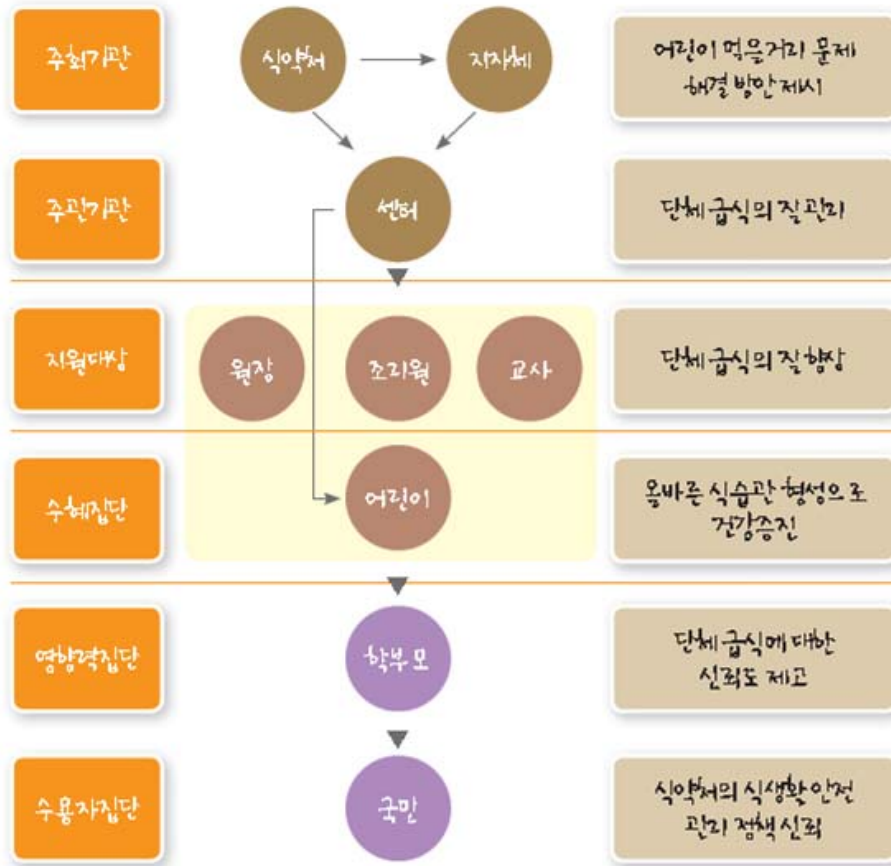 주최기관
식약처
지자체
어린이 먹을거리 문제
해결 방안 제시
주관기관
센터
단체 급식의 질 관리
지원대상
원장
조리원
교사
단체 급식의 질 향상
수혜집단
어린이
올바른 식습관 형성으로
건강증진
영향력집단
학부모
단체 급식에 대한
신뢰도 제고
수용자집단
국민
식약처의 식생활 안전
관리 정책 신뢰